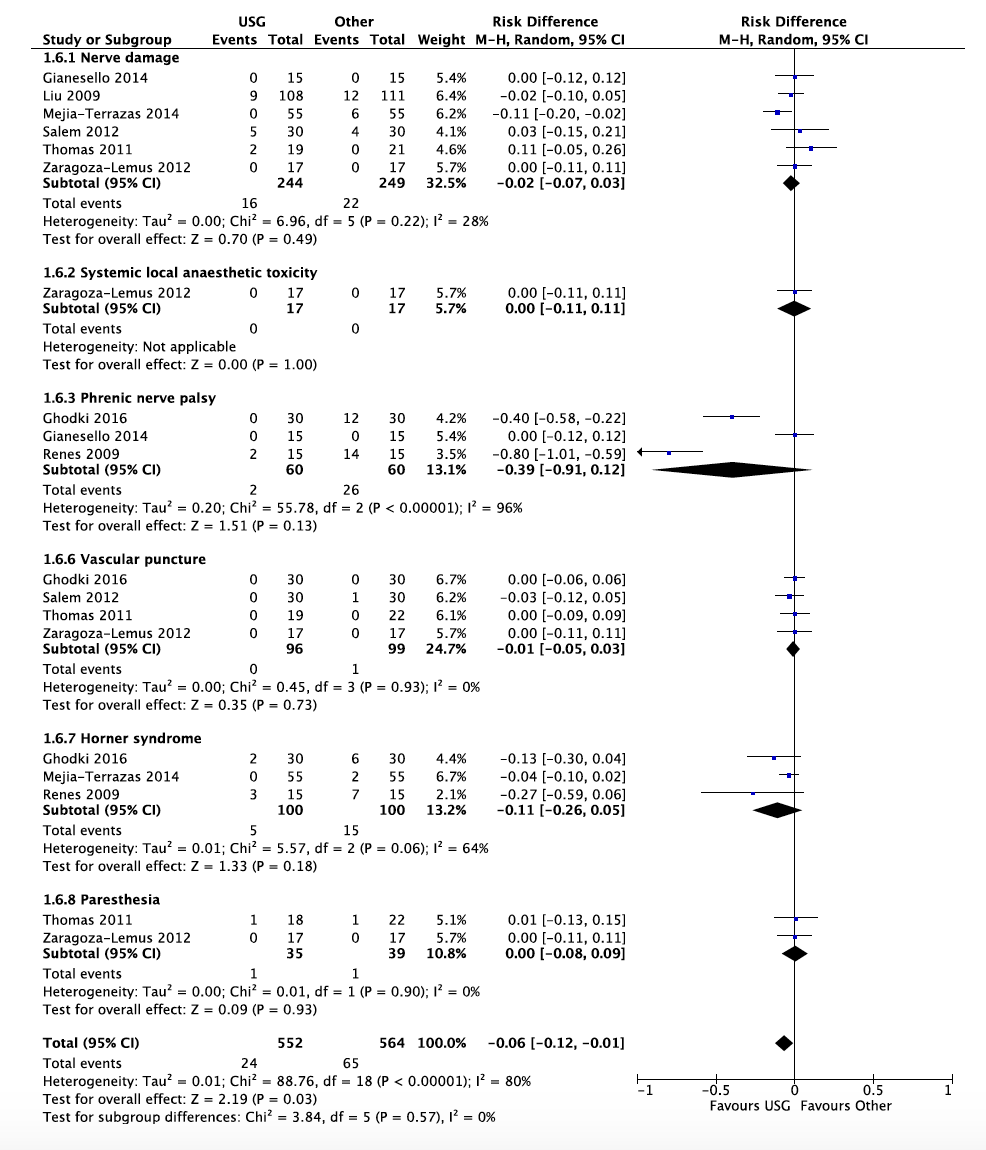 USG Other Risk Difference Risk Difference
Study or Subgroup Events Total Events Total Weight M-H, Random, 95% CI M-H, Random, 95% CI
1.6.1 Nerve damage
Gianesello 2014 0 15 0 15 5.4% 0.00 [-0.12, 0.12]
Liu 2009 9 108 12 111 6.4% -0.02 [-0.10, 0.05]
Mejia-Terrazas 2014 0 55 6 55 6.2% -0.11 [-0.20, -0.02]
Salem 2012 5 30 4 30 4.1% 0.03 [-0.15, 0.21]
Thomas 2011 2 19 0 21 4.6% 0.11 [-0.05, 0.26]
Zaragoza-Lemus 2012 0 17 0 17 5.7% 0.00 [-0.11, 0.11]
Subtotal (95% CI) 244 249 32.5% -0.02 [-0.07, 0.03]
Total events 16 22
Heterogeneity: Tau² = 0.00; Chi² = 6.96, df = 5 (P = 0.22); I² = 28%
Test for overall effect: Z = 0.70 (P = 0.49)
1.6.2 Systemic local anaesthetic toxicity
Zaragoza-Lemus 2012 0 17 0 17 5.7% 0.00 [-0.11, 0.11]
Subtotal (95% CI) 17 17 5.7% 0.00 [-0.11, 0.11]
Total events 0 0
Heterogeneity: Not applicable
Test for overall effect: Z = 0.00 (P = 1.00)
1.6.3 Phrenic nerve palsy
Ghodki 2016 0 30 12 30 4.2% -0.40 [-0.58, -0.22]
Gianesello 2014 0 15 0 15 5.4% 0.00 [-0.12, 0.12]
Renes 2009 2 15 14 15 3.5% -0.80 [-1.01, -0.59]
Subtotal (95% CI) 60 60 13.1% -0.39 [-0.91, 0.12]
Total events 2 26
Heterogeneity: Tau² = 0.20; Chi² = 55.78, df = 2 (P < 0.00001); I² = 96%
Test for overall effect: Z = 1.51 (P = 0.13)
1.6.6 Vascular puncture
Ghodki 2016 0 30 0 30 6.7% 0.00 [-0.06, 0.06]
Salem 2012 0 30 1 30 6.2% -0.03 [-0.12, 0.05]
Thomas 2011 0 19 0 22 6.1% 0.00 [-0.09, 0.09]
Zaragoza-Lemus 2012 0 17 0 17 5.7% 0.00 [-0.11, 0.11]
Subtotal (95% CI) 96 99 24.7% -0.01 [-0.05, 0.03]
Total events 0 1
Heterogeneity: Tau² = 0.00; Chi² = 0.45, df = 3 (P = 0.93); I² = 0%
Test for overall effect: Z = 0.35 (P = 0.73)
1.6.7 Horner syndrome
Ghodki 2016 2 30 6 30 4.4% -0.13 [-0.30, 0.04]
Mejia-Terrazas 2014 0 55 2 55 6.7% -0.04 [-0.10, 0.02]
Renes 2009 3 15 7 15 2.1% -0.27 [-0.59, 0.06]
Subtotal (95% CI) 100 100 13.2% -0.11 [-0.26, 0.05]
Total events 5 15
Heterogeneity: Tau² = 0.01; Chi² = 5.57, df = 2 (P = 0.06); I² = 64%
Test for overall effect: Z = 1.33 (P = 0.18)
1.6.8 Paresthesia
Thomas 2011 1 18 1 22 5.1% 0.01 [-0.13, 0.15]
Zaragoza-Lemus 2012 0 17 0 17 5.7% 0.00 [-0.11, 0.11]
Subtotal (95% CI) 35 39 10.8% 0.00 [-0.08, 0.09]
Total events 1 1
Heterogeneity: Tau² = 0.00; Chi² = 0.01, df = 1 (P = 0.90); I² = 0%
Test for overall effect: Z = 0.09 (P = 0.93)
Total (95% CI) 552 564 100.0% -0.06 [-0.12, -0.01]
Total events 24 65
Heterogeneity: Tau² = 0.01; Chi² = 88.76, df = 18 (P < 0.00001); I² = 80%
Test for overall effect: Z = 2.19 (P = 0.03)
Test for subgroup differences: Chi² = 3.84, df = 5 (P = 0.57), I² = 0%
-1 -0.5 0 0.5 1
Favours USG Favours Other